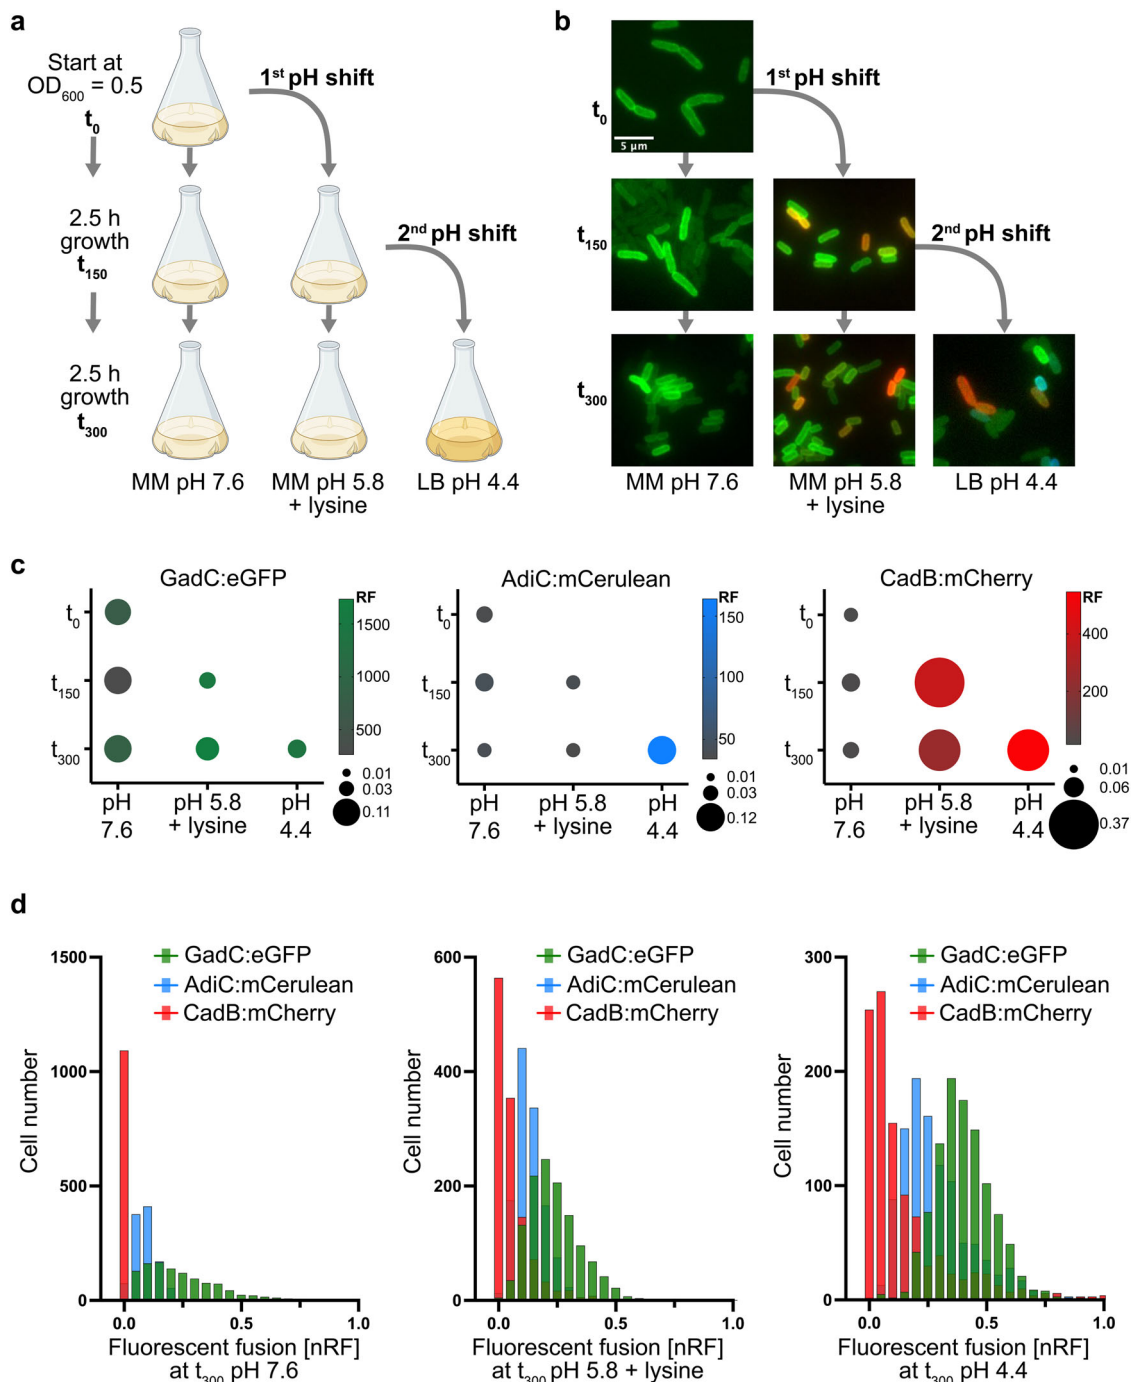 a
Start at
OD600 = 0.5
t0
1st pH shift
2.5 h
growth
t150
2nd pH shift
2.5 h
growth
t300
MM pH 7.6
MM pH 5.8
+ lysine
LB pH 4.4
b
t0
5 µm
1st pH shift
t150
2nd pH shift
t300
MM pH 7.6
MM pH 5.8
+ lysine
LB pH 4.4
c
GadC:eGFP
t0
t150
t300
pH
7.6
pH 5.8
+ lysine
pH
4.4
RF
1500
1000
500
0.01
0.03
0.11
AdiC:mCerulean
t0
t150
t300
pH
7.6
pH 5.8
+ lysine
pH
4.4
RF
150
100
50
0.01
0.03
0.12
CadB:mCherry
t0
t150
t300
pH
7.6
pH 5.8
+ lysine
pH
4.4
RF
400
200
0.01
0.06
0.37
d
GadC:eGFP
AdiC:mCerulean
CadB:mCherry
Cell number
1500
1000
500
0
0.0
0.5
1.0
Fluorescent fusion [nRF]
at t300 pH 7.6
GadC:eGFP
AdiC:mCerulean
CadB:mCherry
Cell number
600
400
200
0
0.0
0.5
1.0
Fluorescent fusion [nRF]
at t300 pH 5.8 + lysine
GadC:eGFP
AdiC:mCerulean
CadB:mCherry
Cell number
300
200
100
0
0.0
0.5
1.0
Fluorescent fusion [nRF]
at t300 pH 4.4